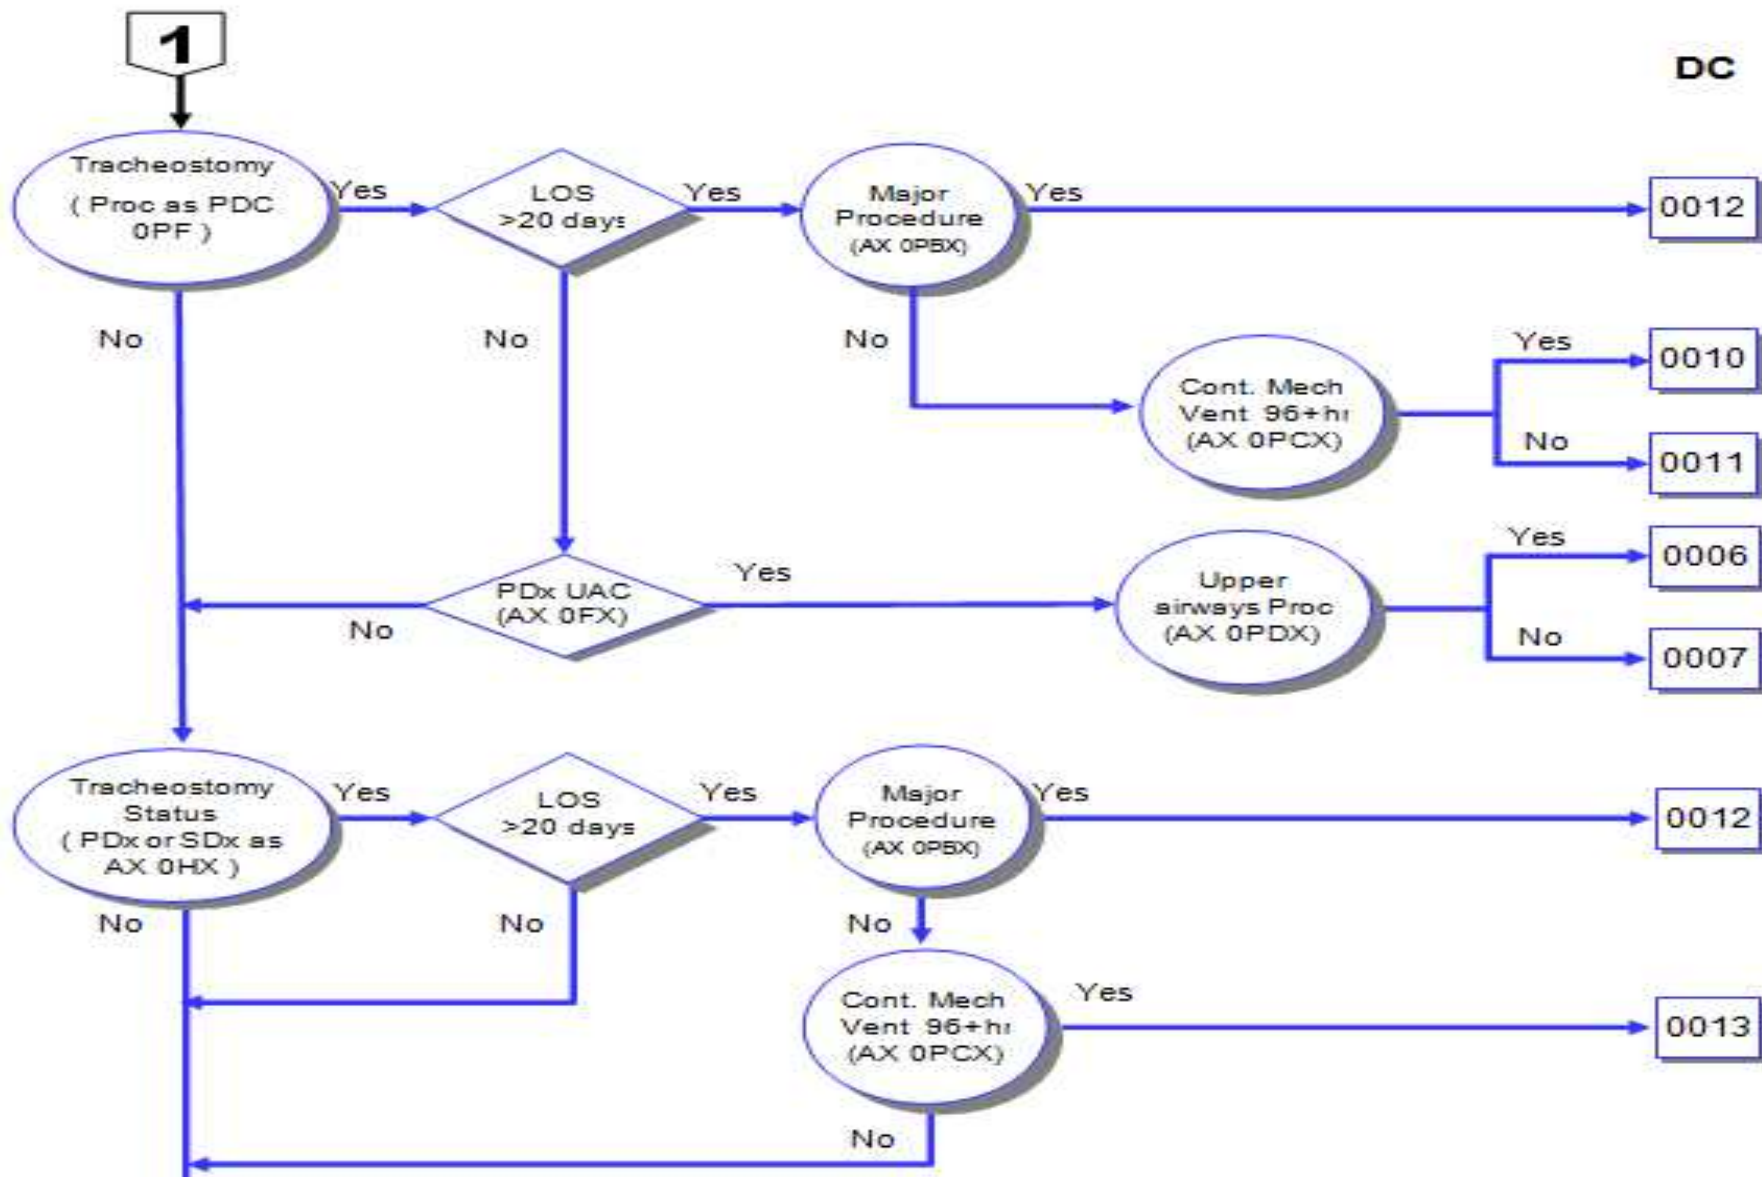 1
DC
Tracheostomy
( Proc as PDC
0PF )
Yes
LOS
>20 days
Yes
Major
Procedure
(AX 0PBX)
Yes
0012
No
No
No
Cont. Mech
Vent 96+hr
(AX 0PCX)
Yes
0010
No
0011
PDx UAC
(AX 0FX)
Yes
No
Upper
airways Proc
(AX 0PDX)
Yes
0006
No
0007
Tracheostomy
Status
( PDx or SDx as
AX 0HX )
Yes
LOS
>20 days
Yes
Major
Procedure
(AX 0PBX)
Yes
0012
No
No
No
Cont. Mech
Vent 96+hr
(AX 0PCX)
Yes
0013
No